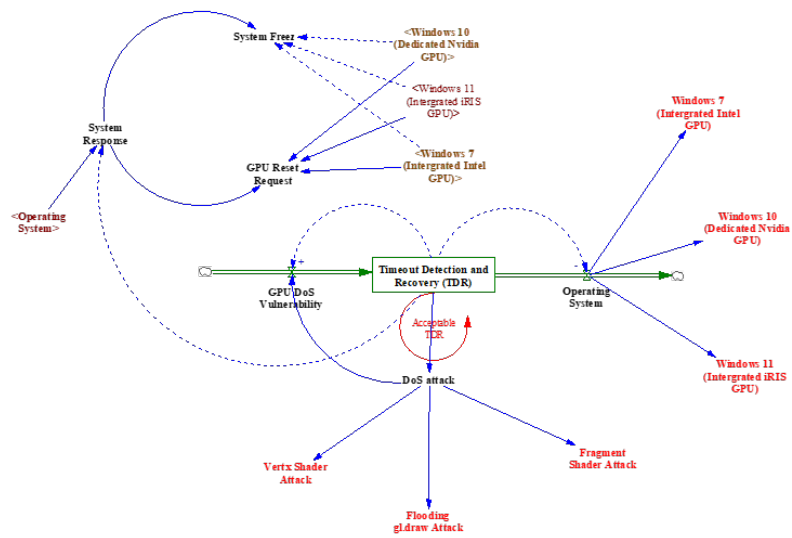 System Freez
<Windows 10
(Dedicated Nvidia
GPU)>
<Windows 11
(Intergrated iRIS
GPU)>
Windows 7
(Intergrated Intel
GPU)
System
Response
GPU Reset
Request
<Windows 7
(Intergrated Intel
GPU)>
<Operating
System>
Windows 10
(Dedicated Nvidia
GPU)
+
-
Timeout Detection and
Recovery (TDR)
GPU DoS
Vulnerability
Operating
System
Acceptable
TDR
Windows 11
(Intergrated iRIS
GPU)
DoS attack
Vertx Shader
Attack
Fragment
Shader Attack
Flooding
gl.draw Attack